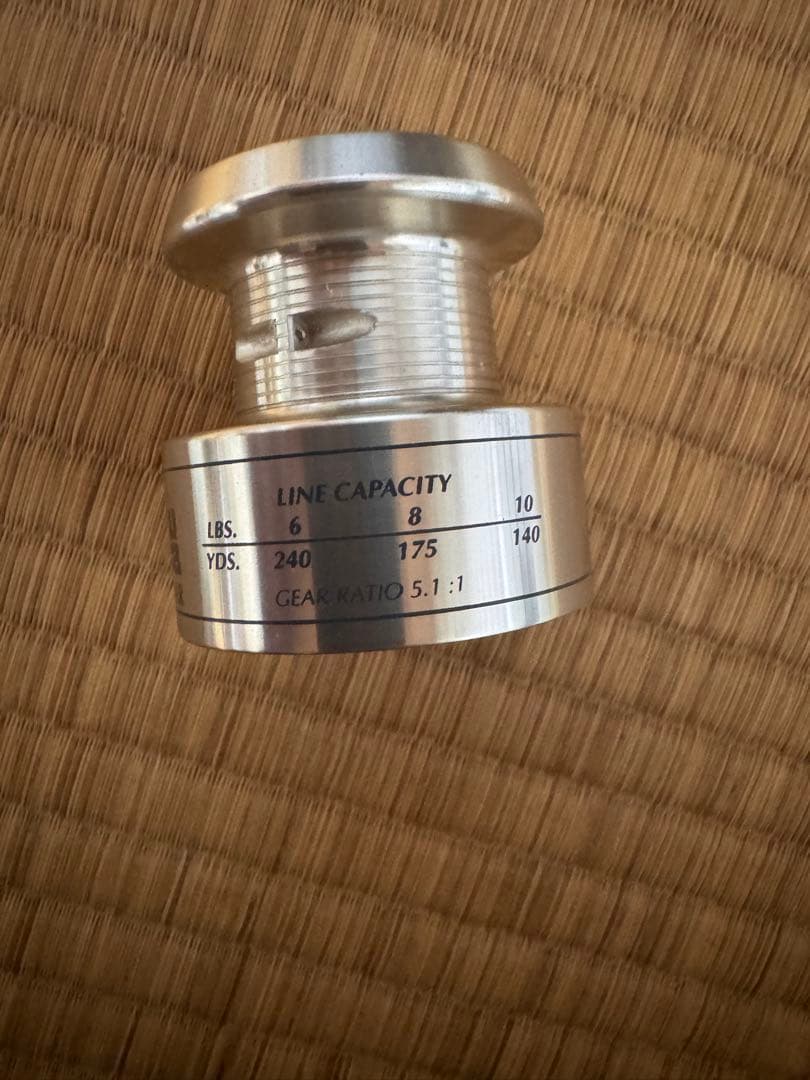 LINE CAPACITY
LBS. 6 8 10
YDS. 240 175 140
GEAR RATIO 5.1 :1